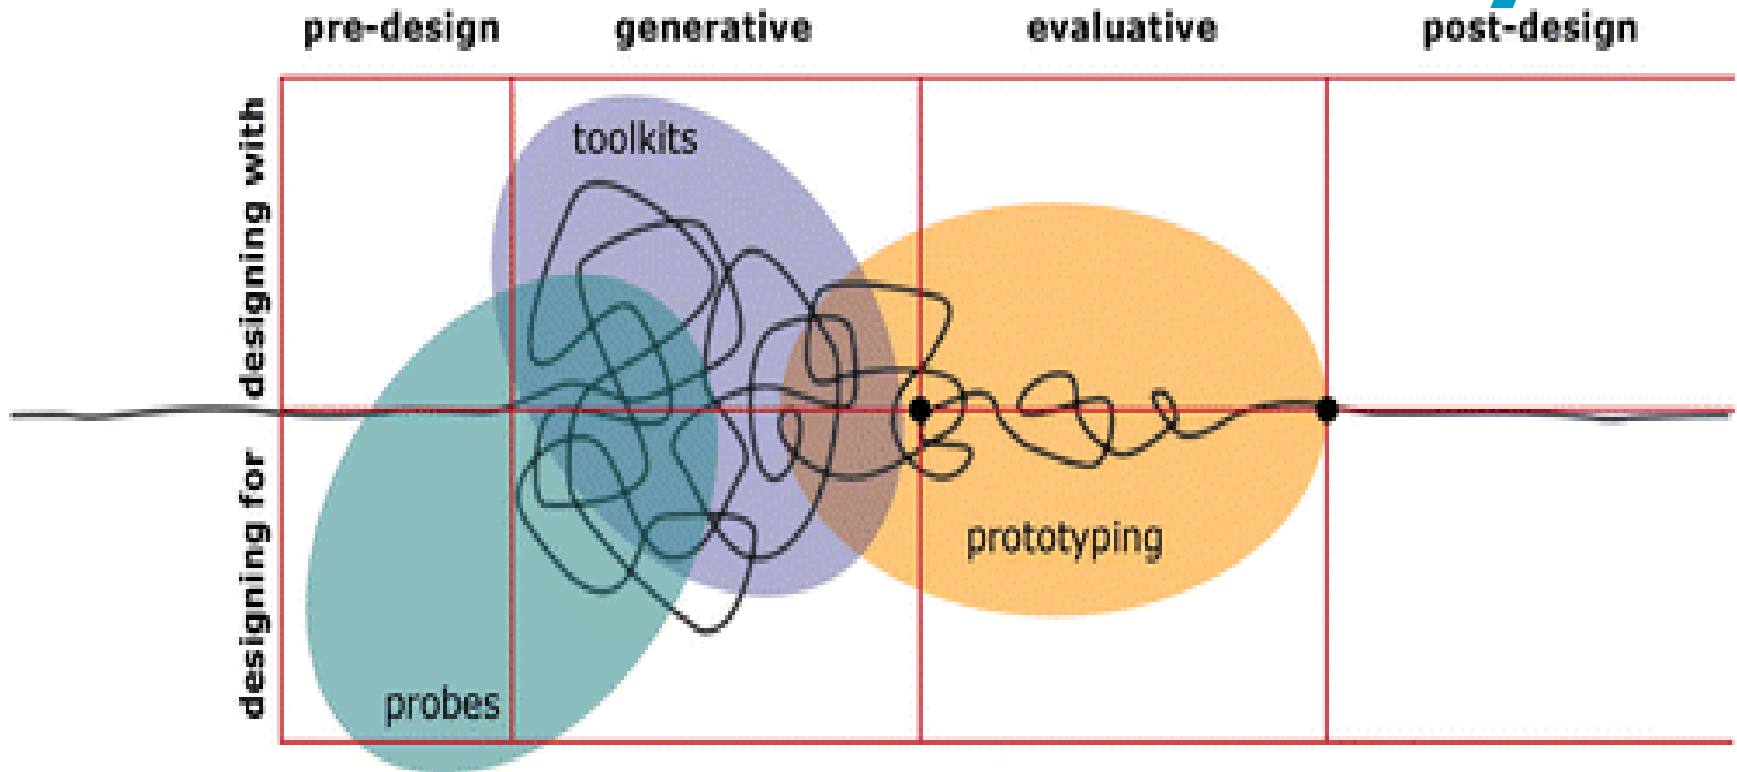 pre-design
generative
evaluative
post-design
designing with
designing for
toolkits
prototyping
probes